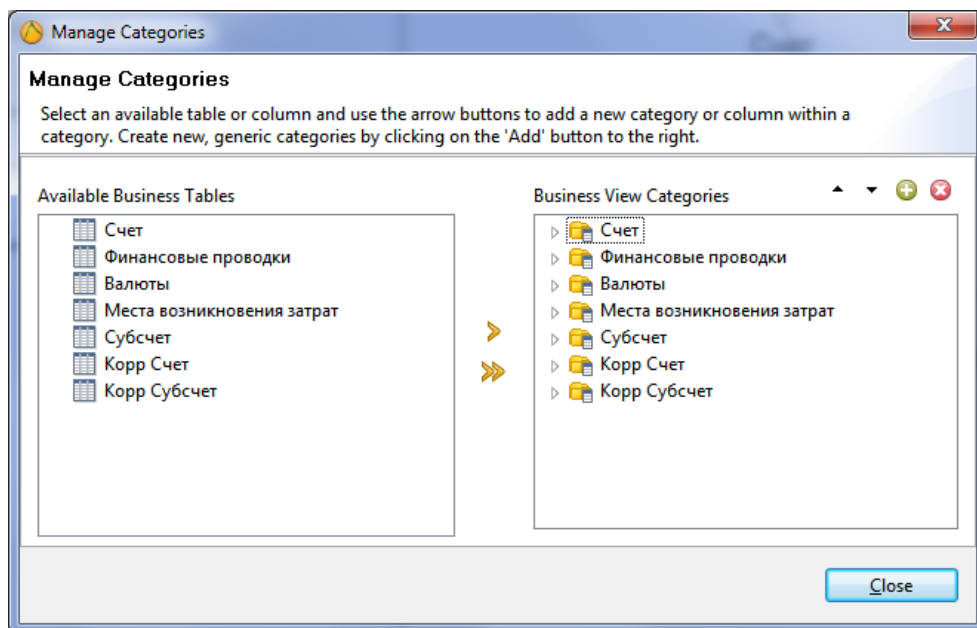 Manage Categories
Manage Categories
Select an available table or column and use the arrow buttons to add a new category or column within a
category. Create new, generic categories by clicking on the 'Add' button to the right.
Available Business Tables
Счет
Финансовые проводки
Валюты
Места возникновения затрат
Субсчет
Корр Счет
Корр Субсчет
Business View Categories
Счет
Финансовые проводки
Валюты
Места возникновения затрат
Субсчет
Корр Счет
Корр Субсчет
Close